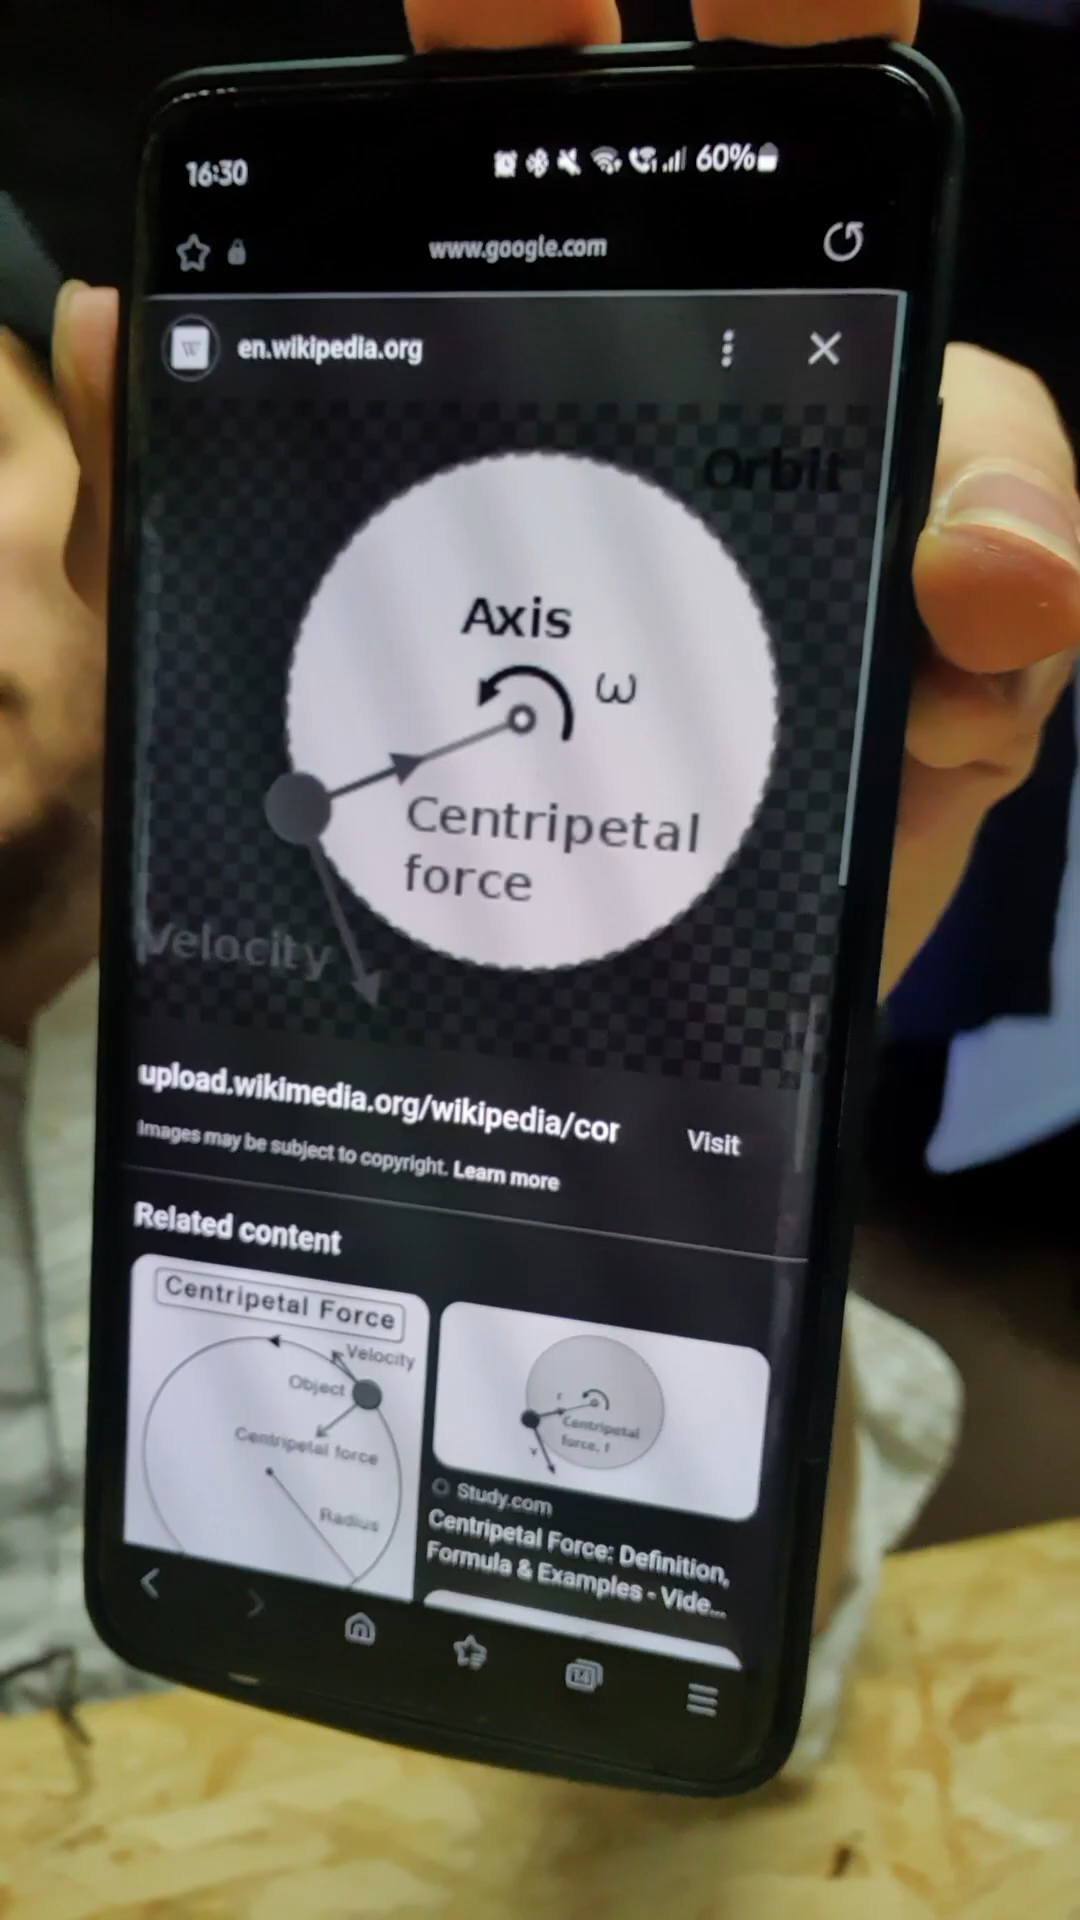 16:30
60%
www.google.com
W en.wikipedia.org
Orbit
Axis
ω
Centripetal
force
Velocity
upload.wikimedia.org/wikipedia/cor
Visit
Images may be subject to copyright. Learn more
Related content
Centripetal Force
Velocity
Object
Centripetal force
Radius
r
Centripetal
force, f
v
Study.com
Centripetal Force: Definition,
Formula & Examples - Vide...
14